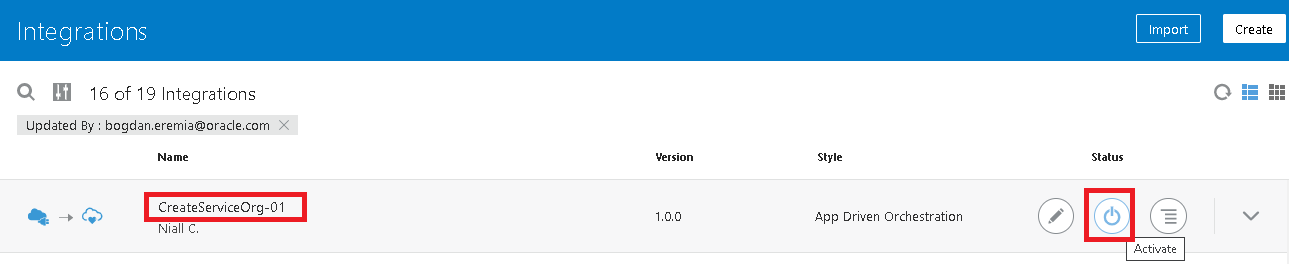 Integrations
Import
Create
16 of 19 Integrations
Updated By : bogdan.eremia@oracle.com
Name Version Style Status
CreateServiceOrg-01
Niall C.
1.0.0
App Driven Orchestration
Activate